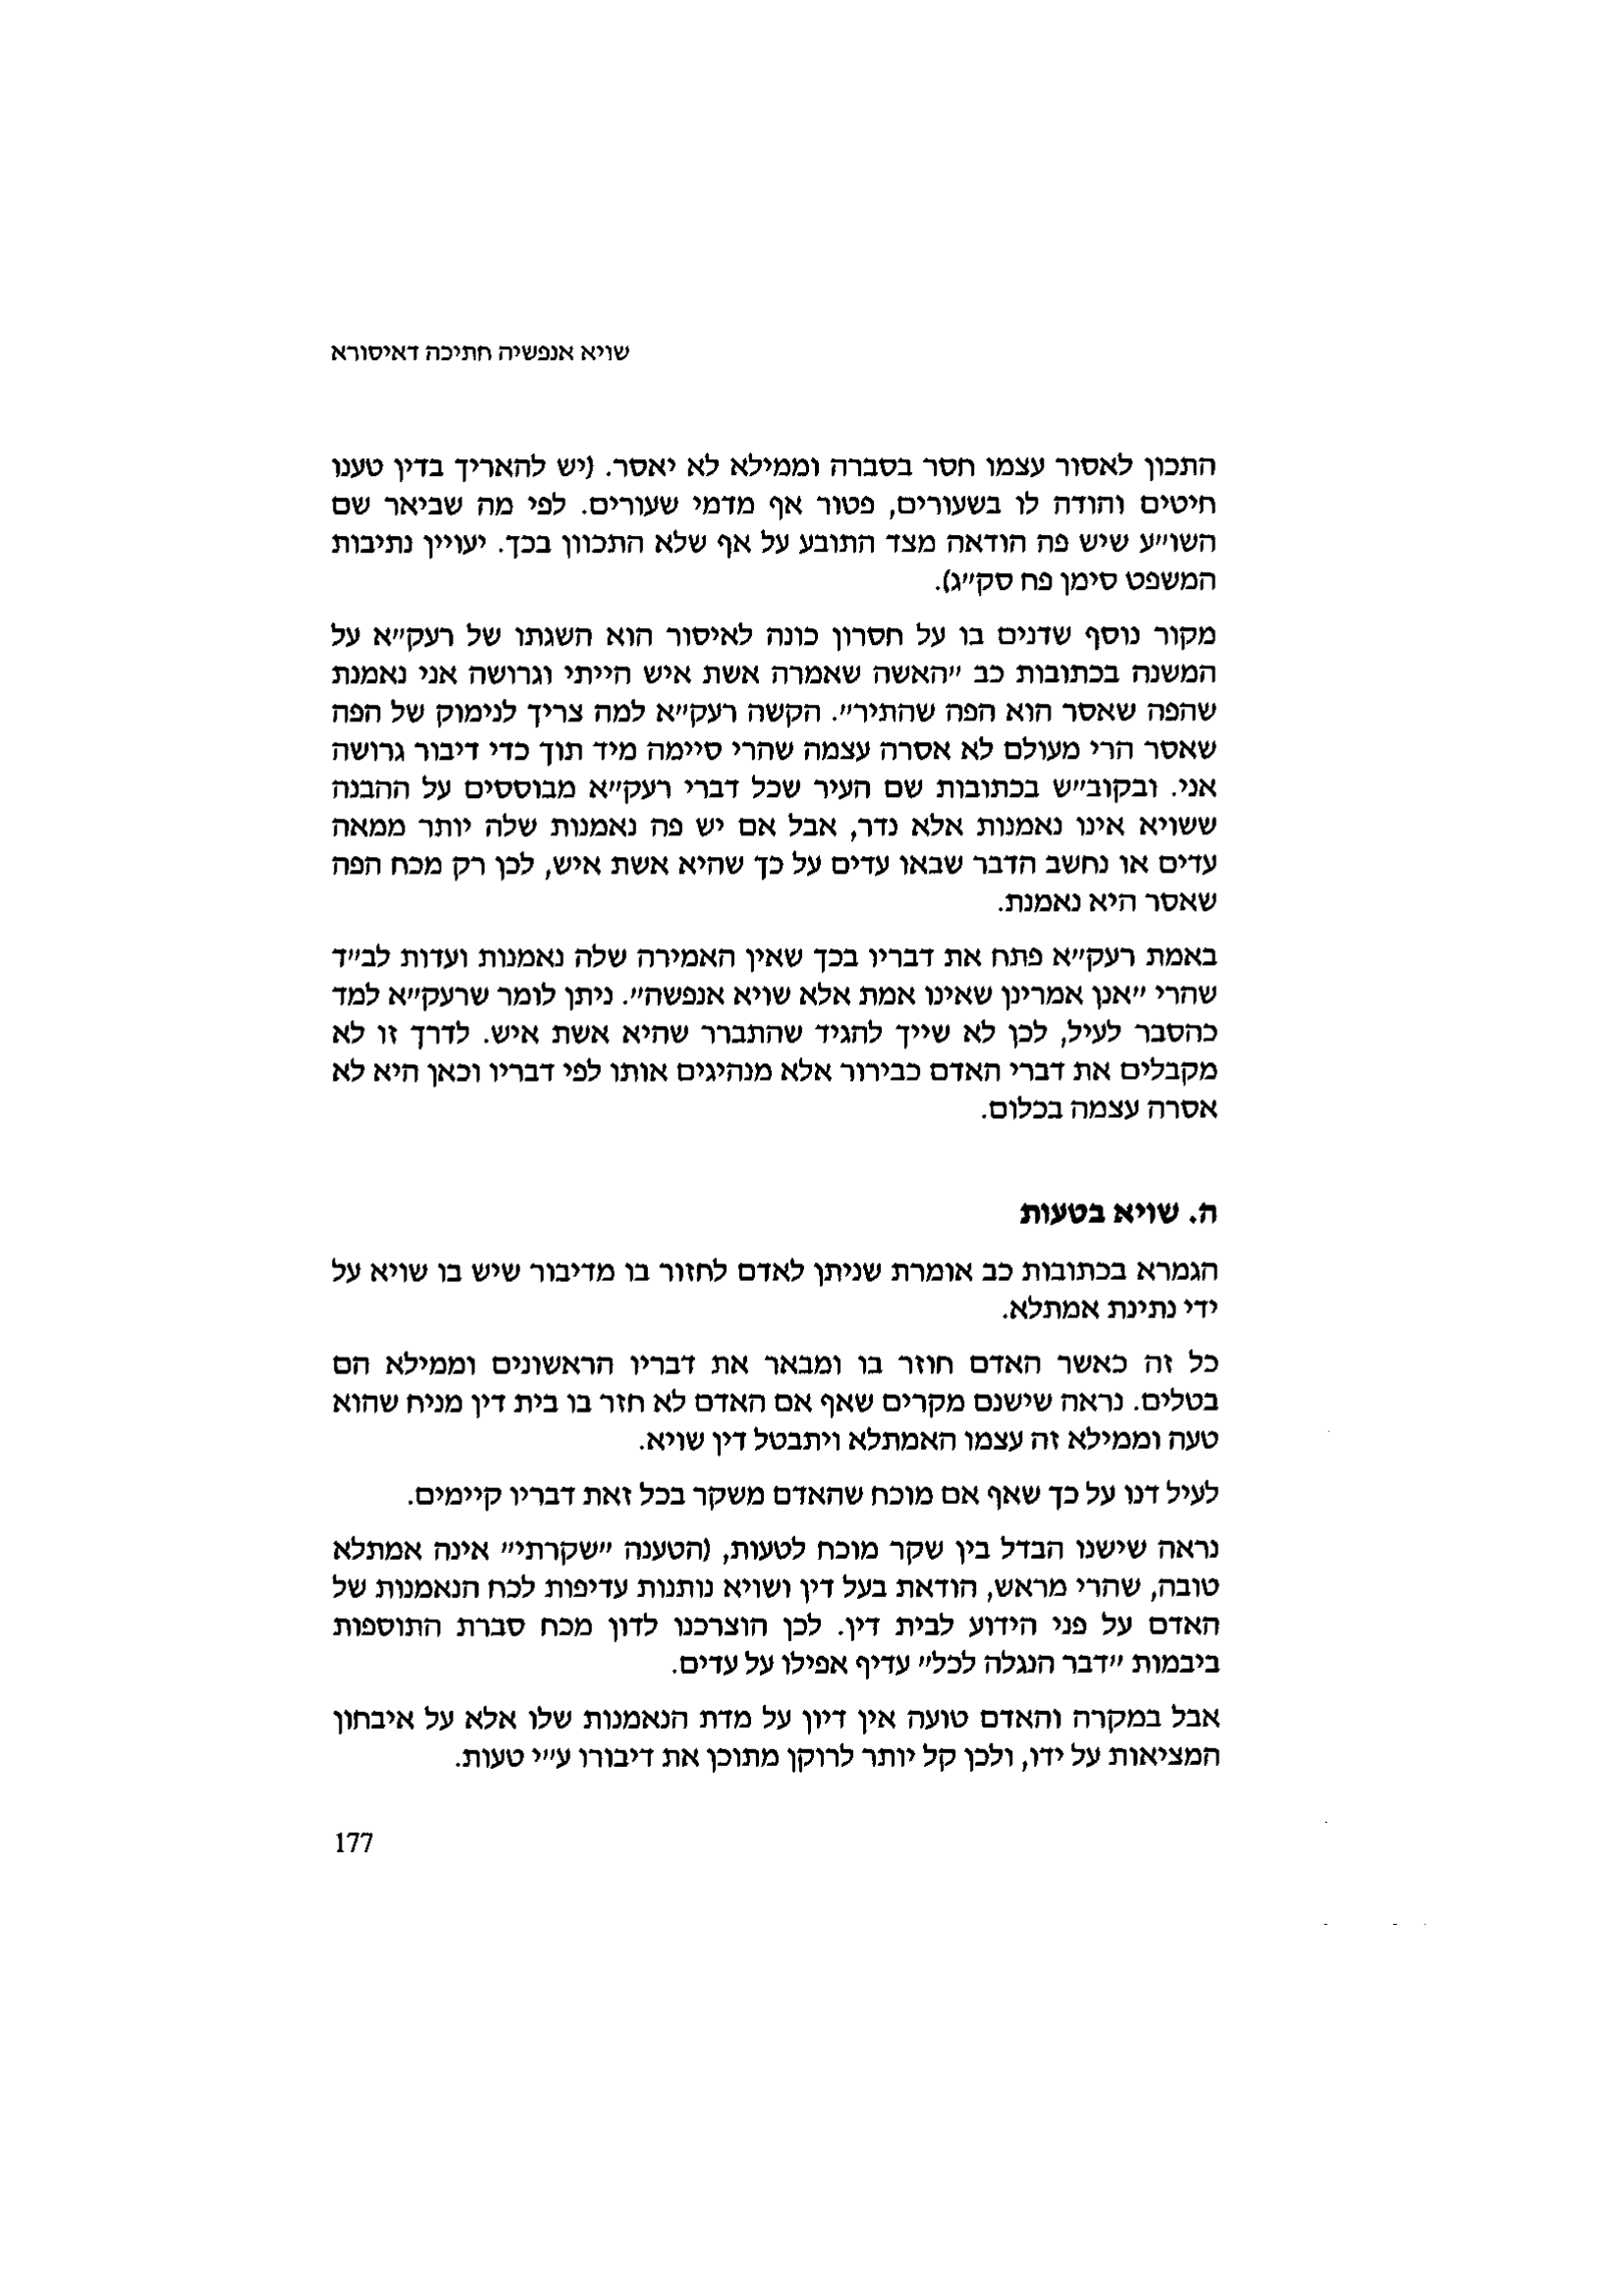 שויא אנפשיה חתיכה דאיסורא
התכון לאסור עצמו חסר בסברה וממילא לא יאסר. (יש להאריך בדין טענו
חיטים והודה לו בשעורים, פטור אף מדמי שעורים. לפי מה שביאר שם
השו״ע שיש פה הודאה מצד התובע על אף שלא התכוון בכך. יעויין נתיבות
המשפט סימן פח סק״ג).
מקור נוסף שדנים בו על חסרון כונה לאיסור הוא השגתו של רעק״א על
המשנה בכתובות כב ״האשה שאמרה אשת איש הייתי וגרושה אני נאמנת
שהפה שאסר הוא הפה שהתיר״. הקשה רעק״א למה צריך לנימוק של הפה
שאסר הרי מעולם לא אסרה עצמה שהרי סיימה מיד תוך כדי דיבור גרושה
אני. ובקוב״ש בכתובות שם העיר שכל דברי רעק״א מבוססים על ההבנה
ששויא אינו נאמנות אלא נדר, אבל אם יש פה נאמנות שלה יותר ממאה
עדים או נחשב הדבר שבאו עדים על כך שהיא אשת איש, לכן רק מכח הפה
שאסר היא נאמנת.
באמת רעק״א פתח את דבריו בכך שאין האמירה שלה נאמנות ועדות לב״ד
שהרי ״אנן אמרינן שאינו אמת אלא שויא אנפשה״. ניתן לומר שרעק״א למד
כהסבר לעיל, לכן לא שייך להגיד שהתברר שהיא אשת איש. לדרך זו לא
מקבלים את דברי האדם כבירור אלא מנהיגים אותו לפי דבריו וכאן היא לא
אסרה עצמה בכלום.
ה. שויא בטעות
הגמרא בכתובות כב אומרת שניתן לאדם לחזור בו מדיבור שיש בו שויא על
ידי נתינת אמתלא.
כל זה כאשר האדם חוזר בו ומבאר את דבריו הראשונים וממילא הם
בטלים. נראה שישנם מקרים שאף אם האדם לא חזר בו בית דין מניח שהוא
טעה וממילא זה עצמו האמתלא ויתבטל דין שויא.
לעיל דנו על כך שאף אם מוכח שהאדם משקר בכל זאת דבריו קיימים.
נראה שישנו הבדל בין שקר מוכח לטעות, (הטענה ״שקרתי״ אינה אמתלא
טובה, שהרי מראש, הודאת בעל דין ושויא נותנות עדיפות לכח הנאמנות של
האדם על פני הידוע לבית דין. לכן הוצרכנו לדון מכח סברת התוספות
ביבמות ״דבר הנגלה לכל״ עדיף אפילו על עדים.
אבל במקרה והאדם טועה אין דיון על מדת הנאמנות שלו אלא על איבחון
המציאות על ידו, ולכן קל יותר לרוקן מתוכן את דיבורו ע״י טעות.
177